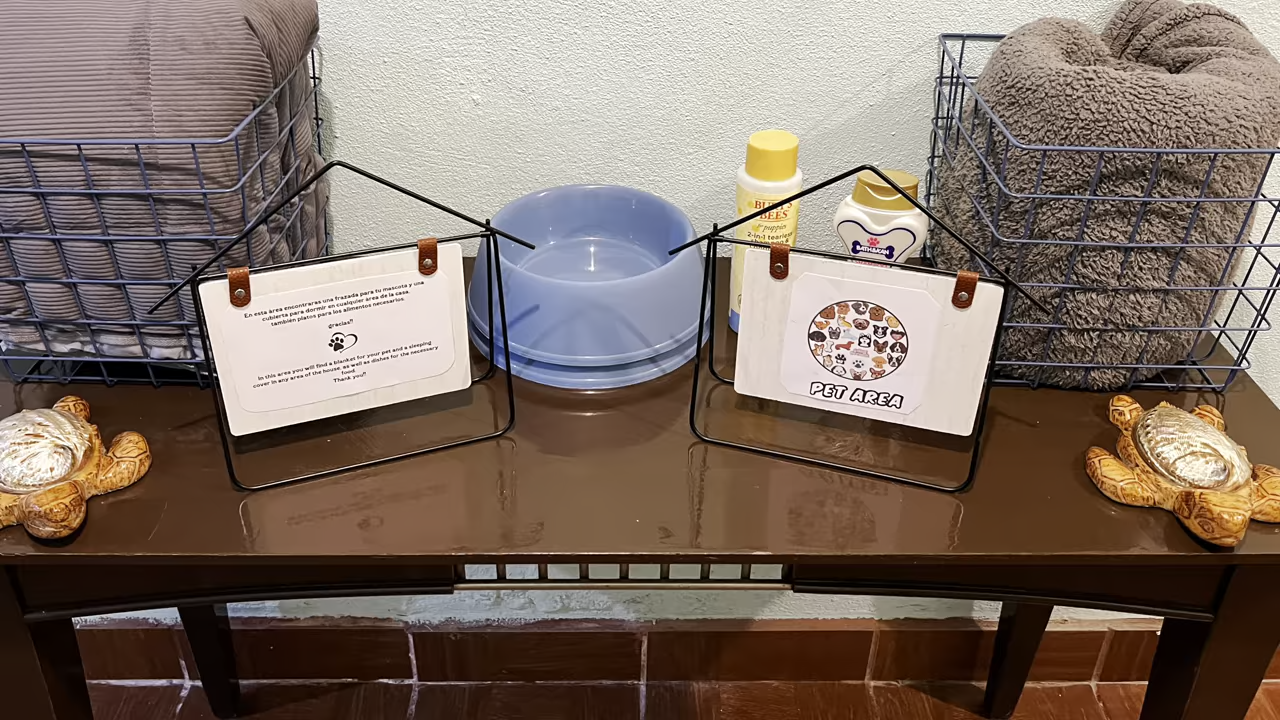 En esta área encontraras una frazada para tu mascota y una
cubierta para dormir en cualquier área de la casa.
también platos para los alimentos necesarios.
gracias!!
In this area you will find a blanket for your pet and a sleeping
cover in any area of the house, as well as dishes for the necessary
food.
Thank you!!
BURT'S
BEES
for puppies
2-in-1 tearless
PET AREA